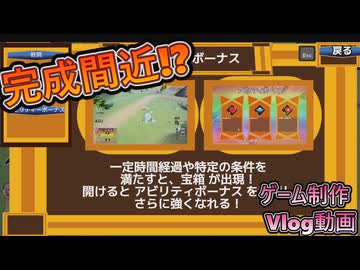 完成間近!?
ボーナス
Esc
戻る
一定時間経過や特定の条件を
満たすと、宝箱 が出現！
開けると アビリティボーナス を
さらに強くなれる！
ゲーム制作
Vlog動画